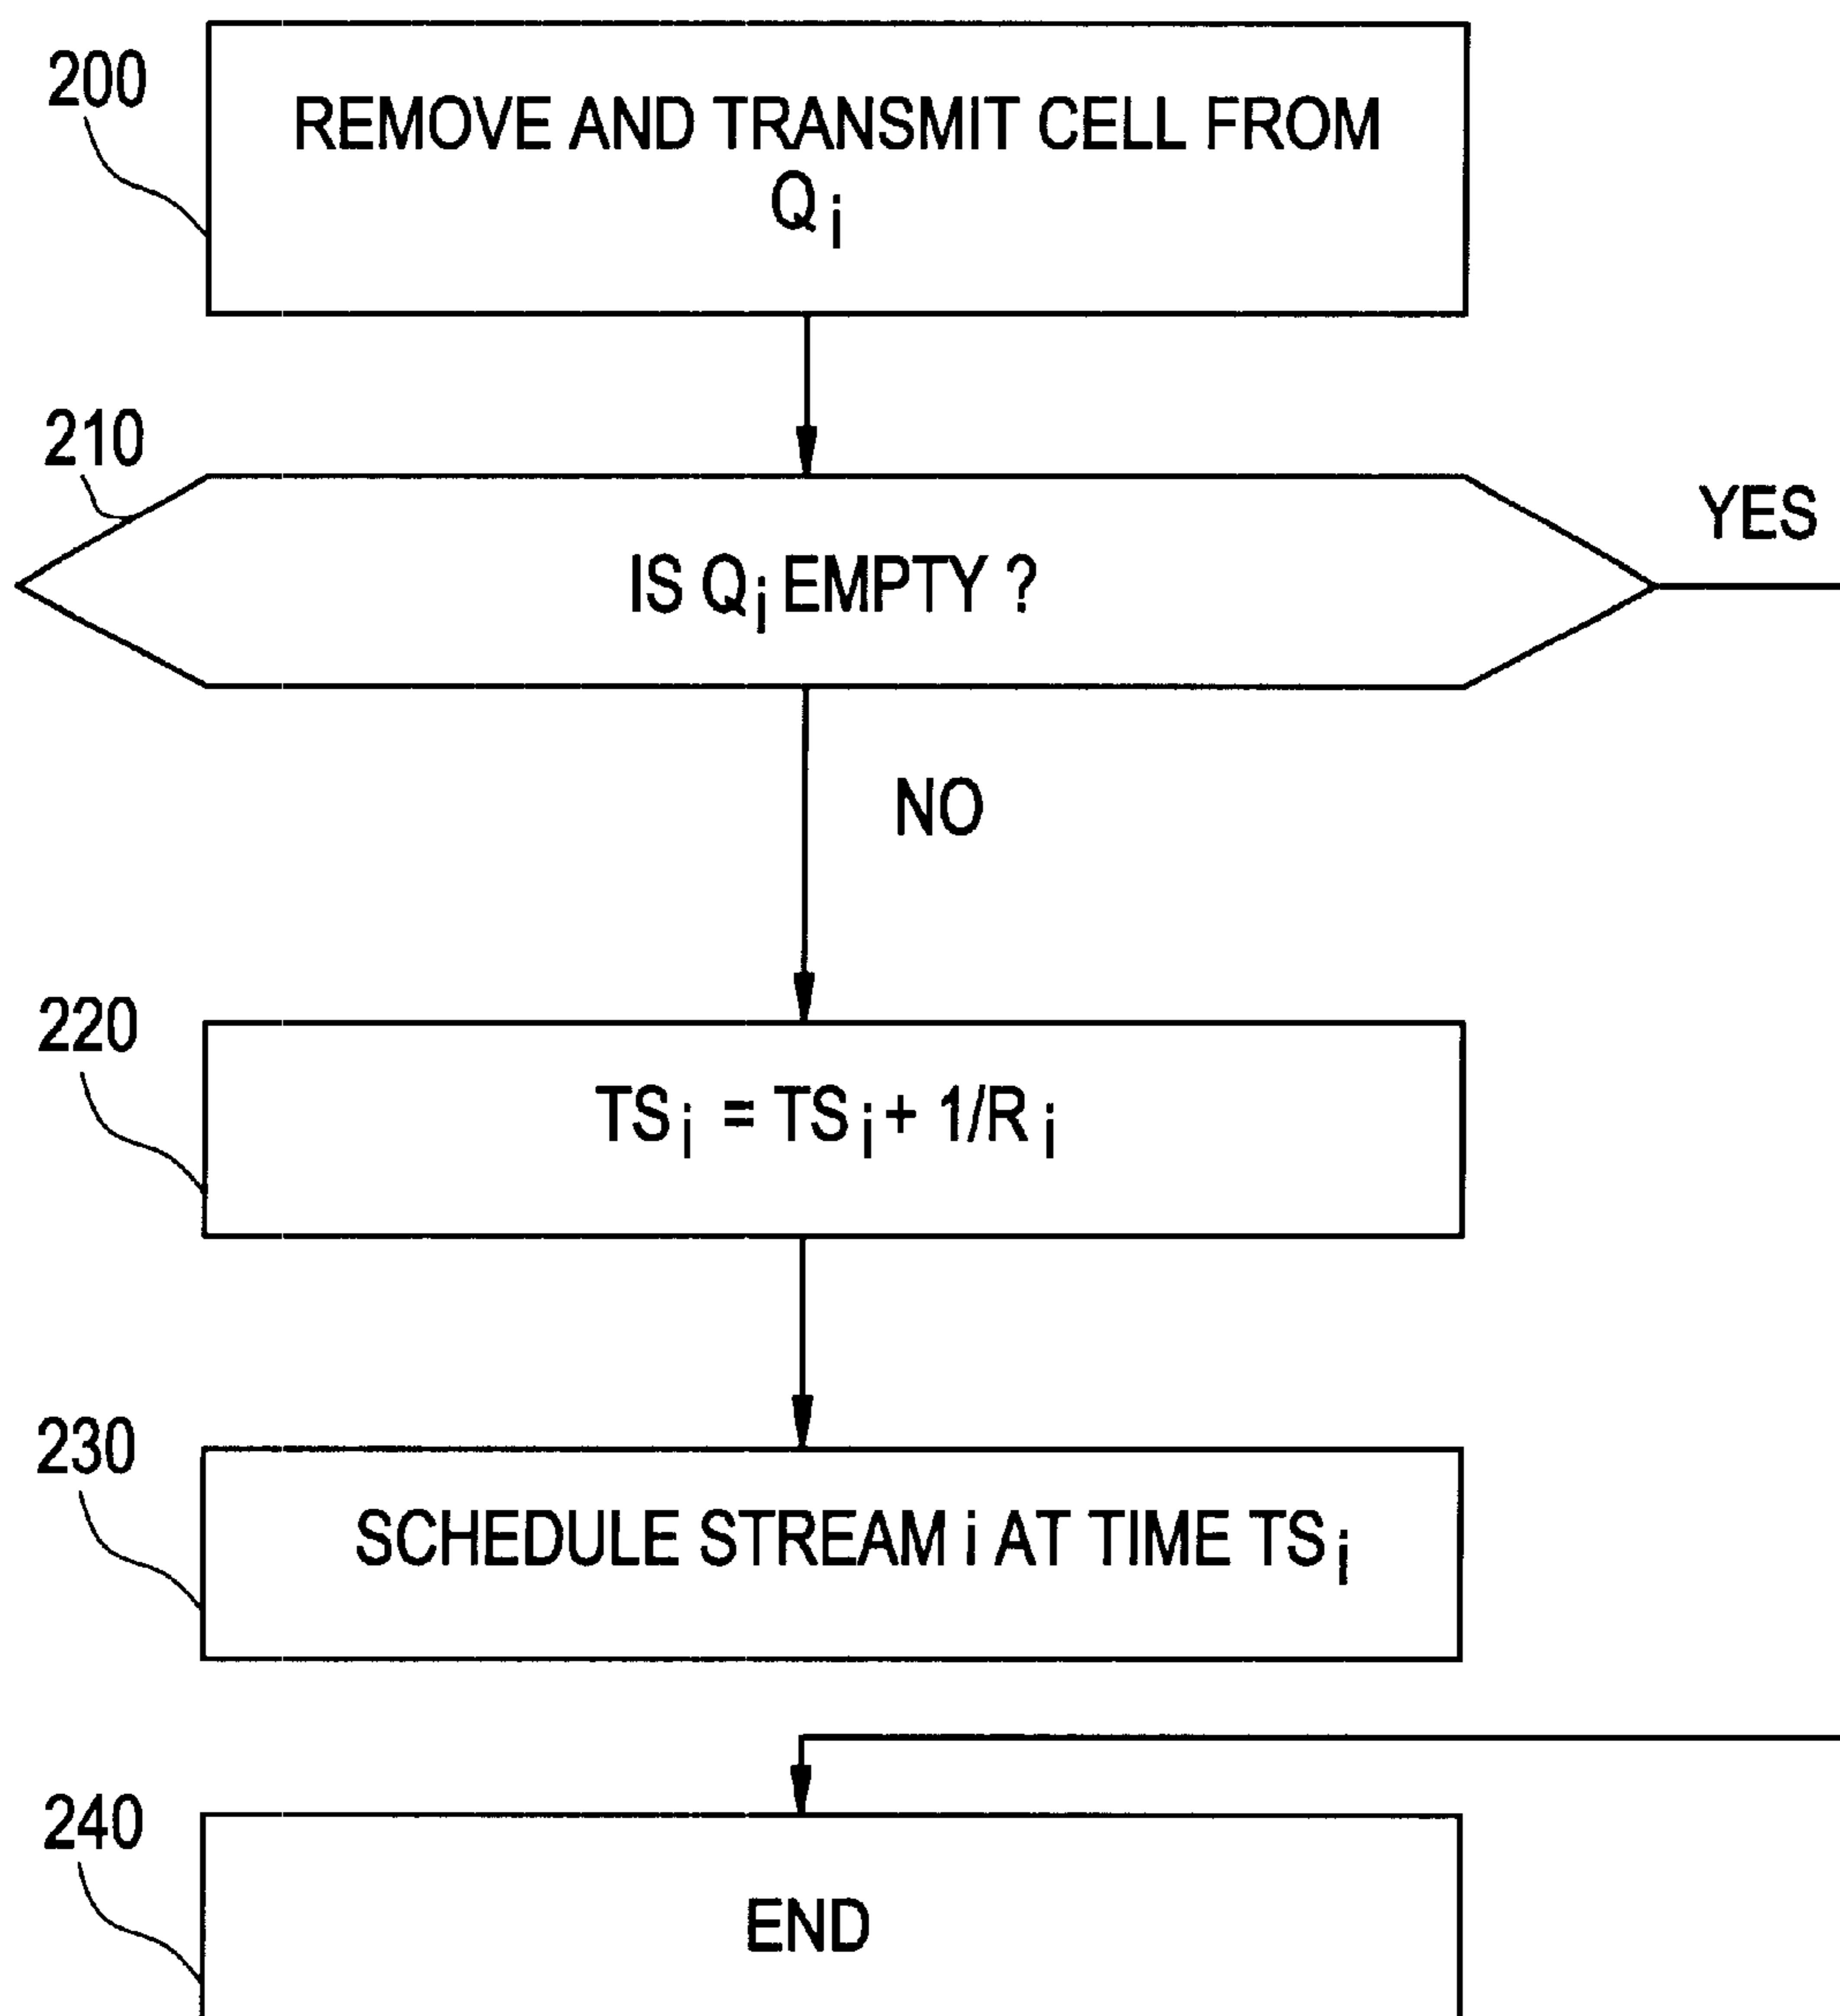 200
REMOVE AND TRANSMIT CELL FROM
Qi
210
IS Qi EMPTY ?
YES
NO
220
TSi = TSi + 1/Ri
230
SCHEDULE STREAM i AT TIME TSi
240
END